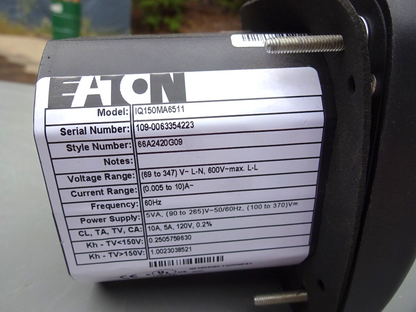 EATON
Model: IQ150MA6511
Serial Number: 109-0063354223
Style Number: 66A2420G09
Notes:
Voltage Range: (69 to 347) V~ L-N, 600V~max. L-L
Current Range: (0.005 to 10)A~
Frequency: 60Hz
Power Supply: 5VA, (90 to 265)V~50/60Hz, (100 to 370)V=
CL, TA, TV, CA: 10A, 5A, 120V, 0.2%
Kh - TV<150V: 0.2505759630
Kh - TV>150V: 1.0023038521